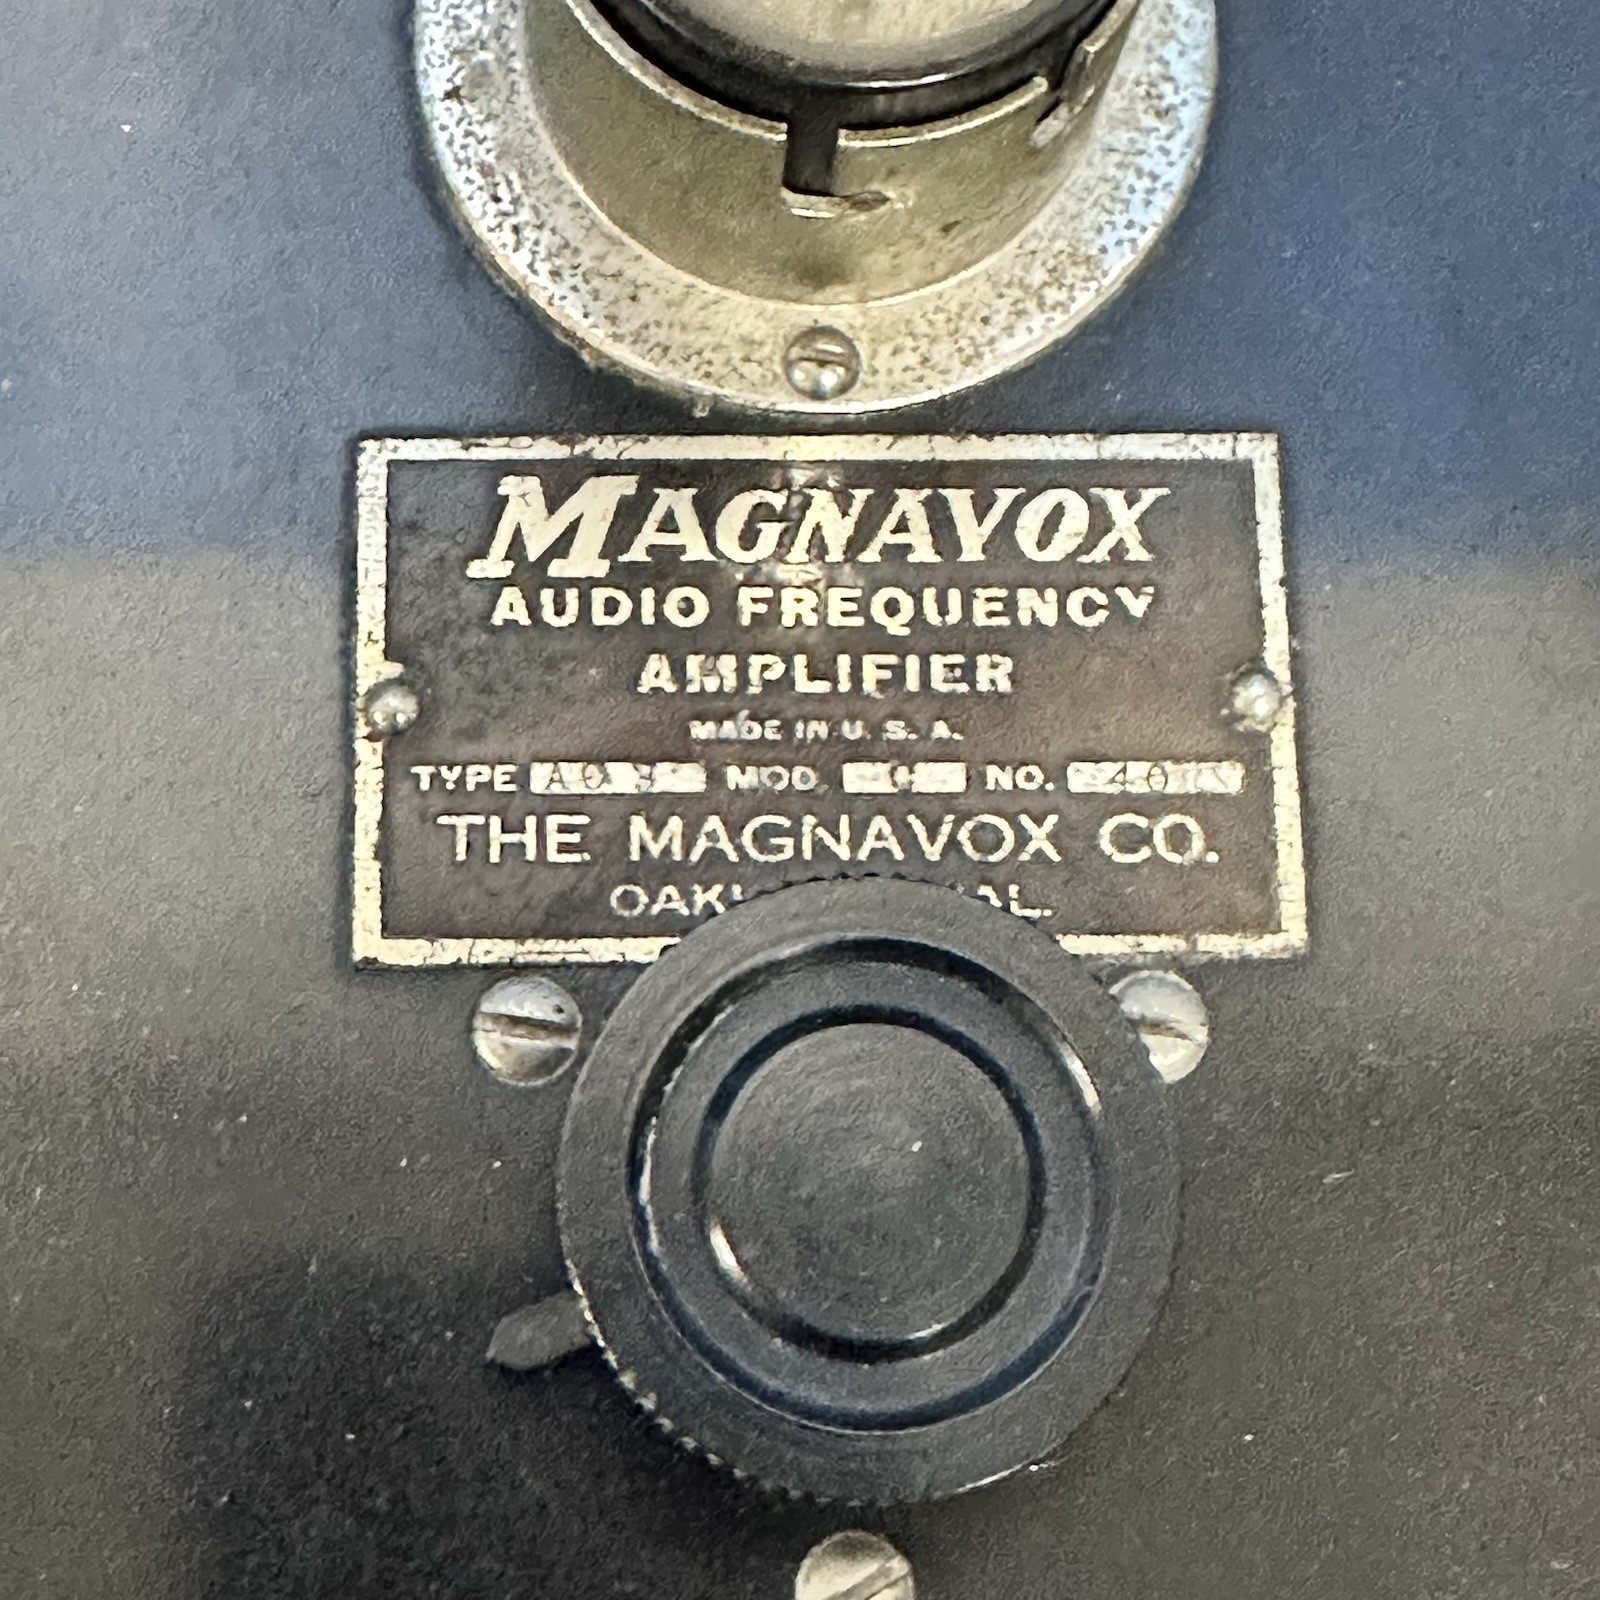 MAGNAVOX
AUDIO FREQUENCY
AMPLIFIER
MADE IN U. S. A.
TYPE MOD. NO.
THE MAGNAVOX CO.